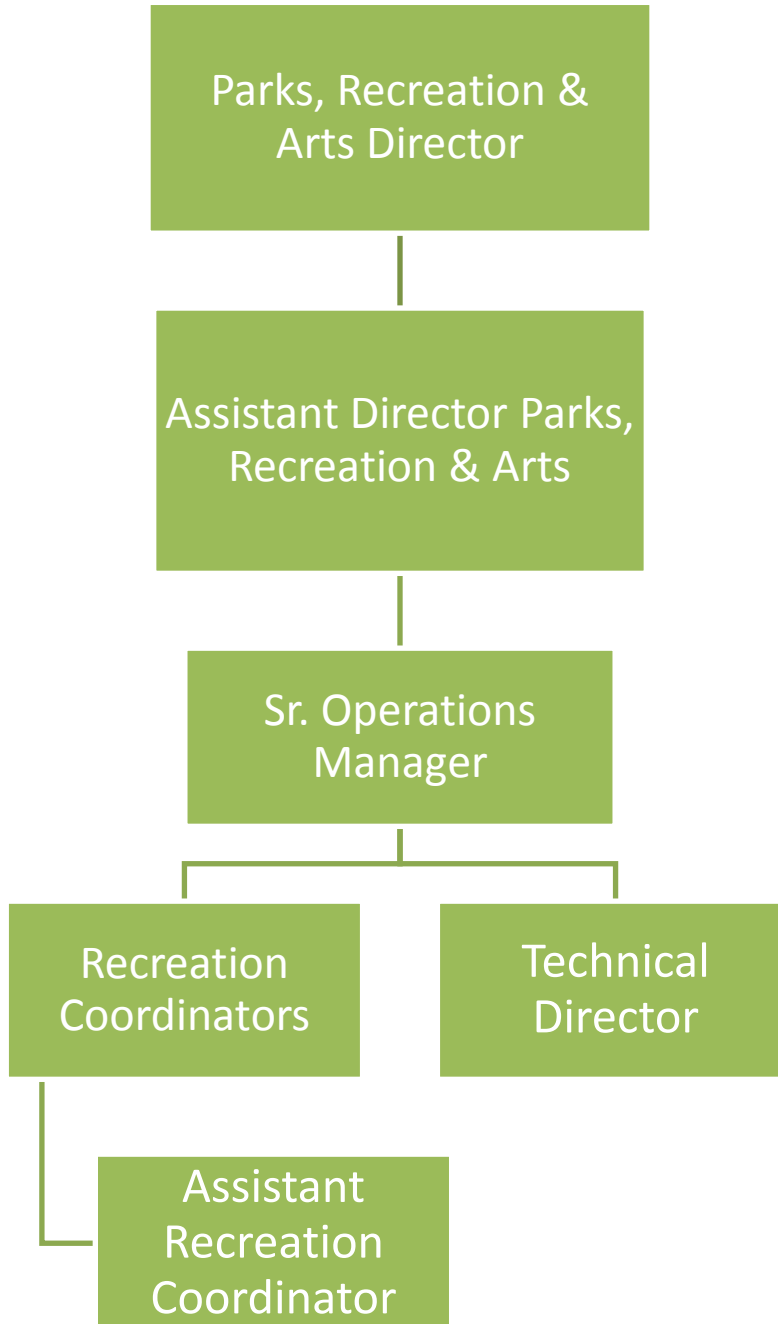 Parks, Recreation &
Arts Director
Assistant Director Parks,
Recreation & Arts
Sr. Operations
Manager
Recreation
Coordinators
Technical
Director
Assistant
Recreation
Coordinator